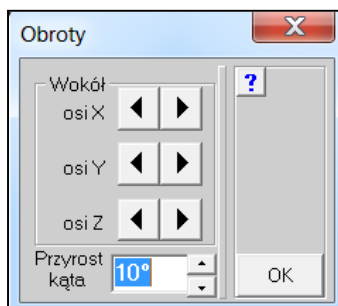 Obroty
Wokół
osi X
osi Y
osi Z
Przyrost
kąta
10°
?
OK